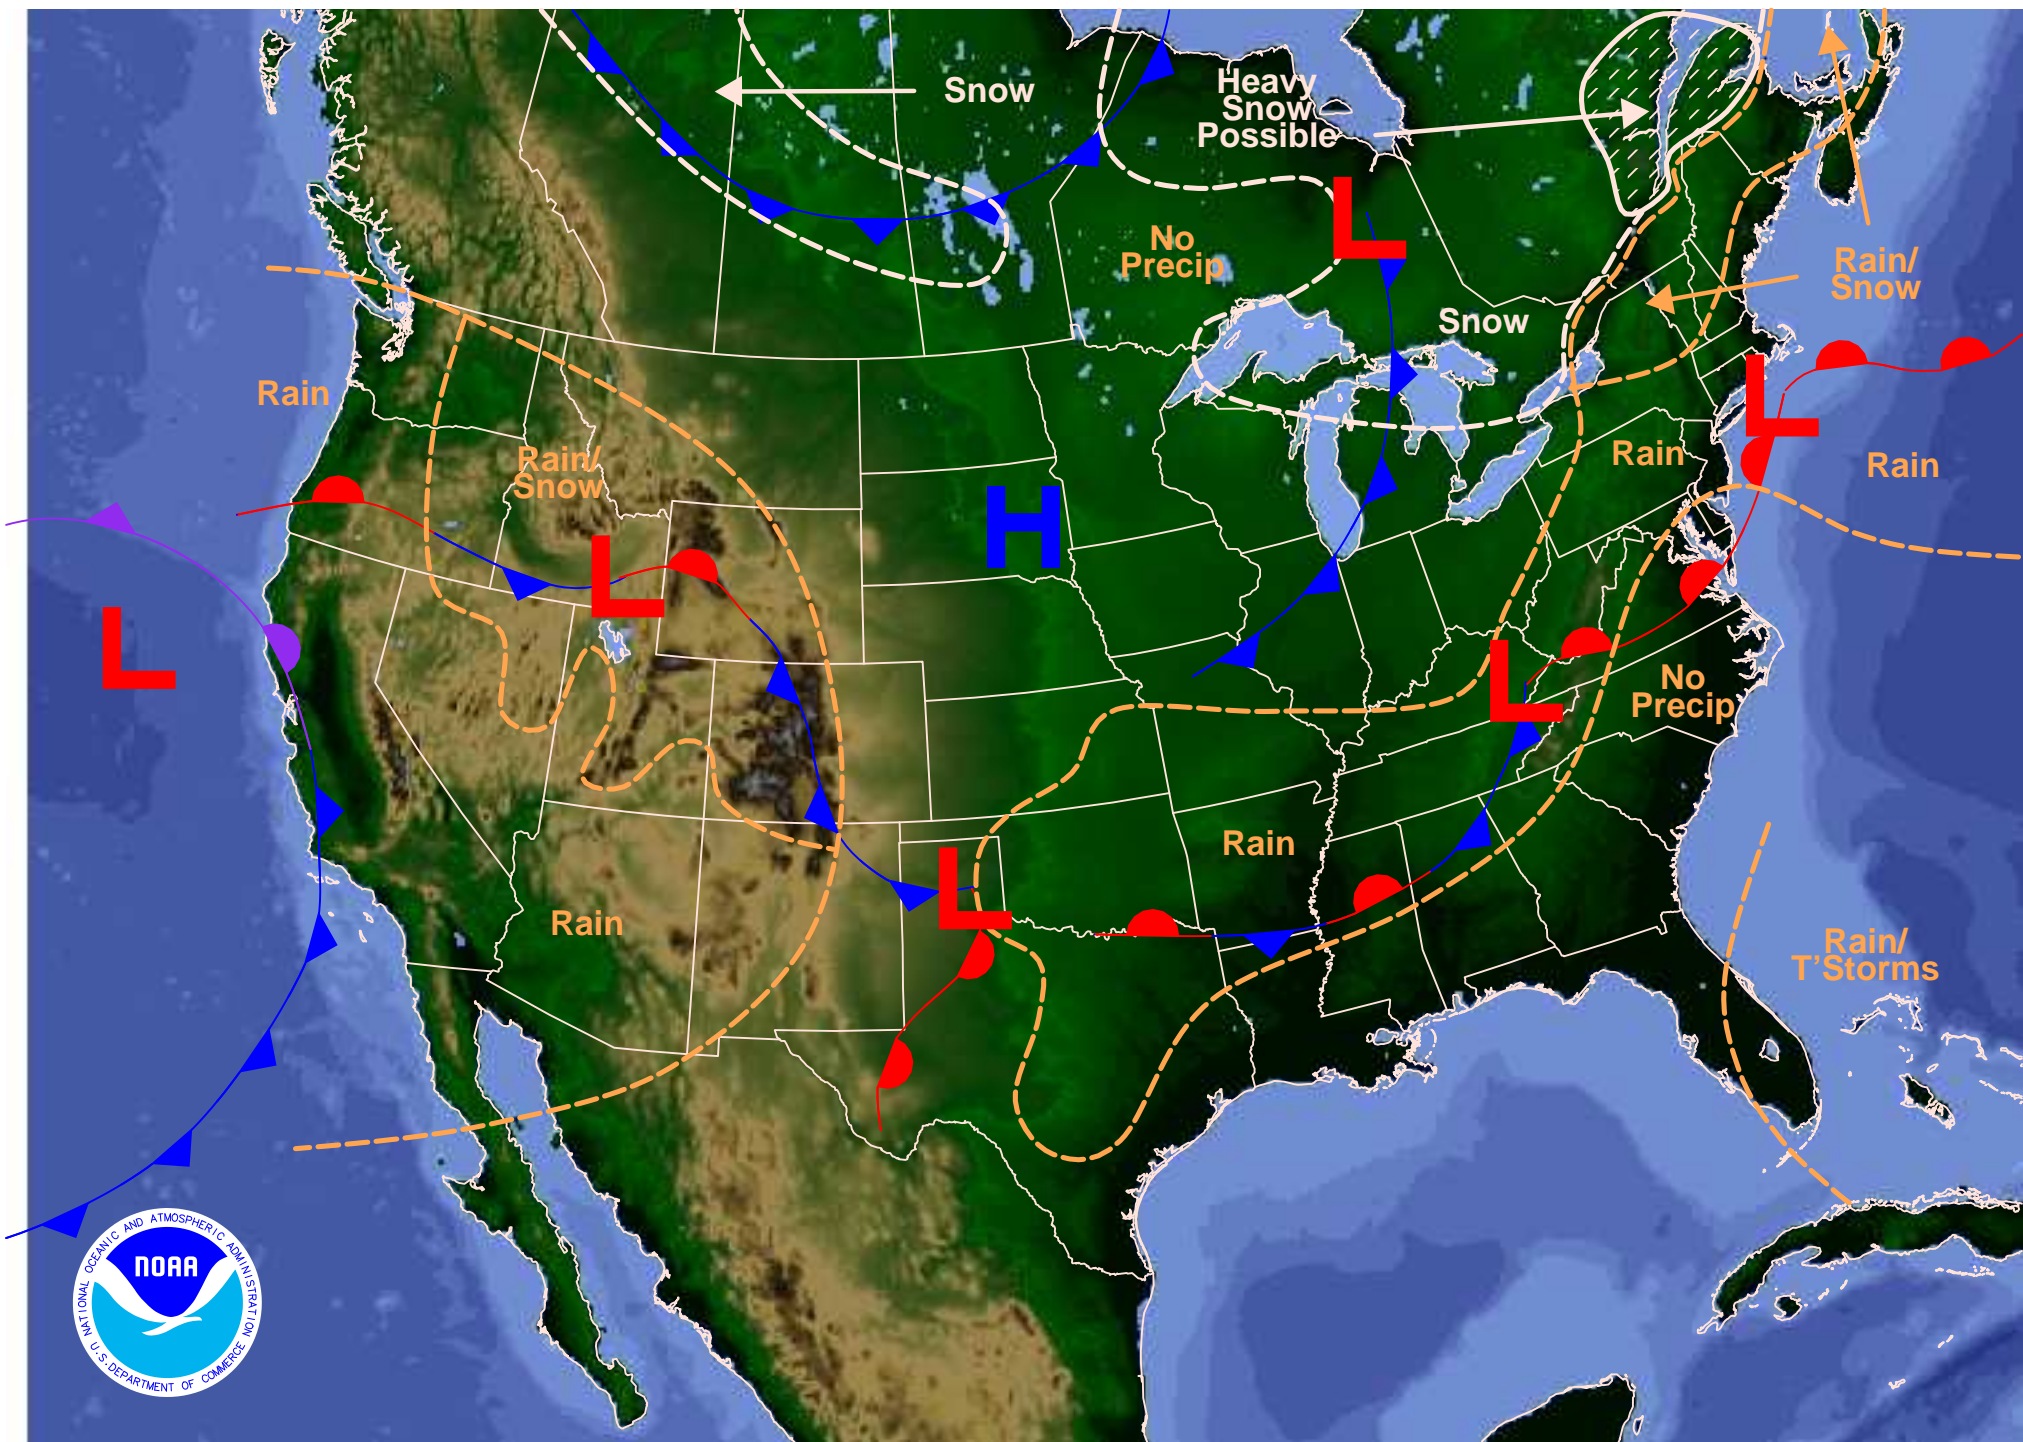 Snow
Heavy
Snow
Possible
No
Precip
Rain/
Snow
Snow
Rain
Rain/
Snow
Rain
Rain
H
L
L
L
L
L
L
No
Precip
Rain
Rain
Rain/
T'Storms
NATIONAL OCEANIC AND ATMOSPHERIC ADMINISTRATION
NOAA
U.S. DEPARTMENT OF COMMERCE